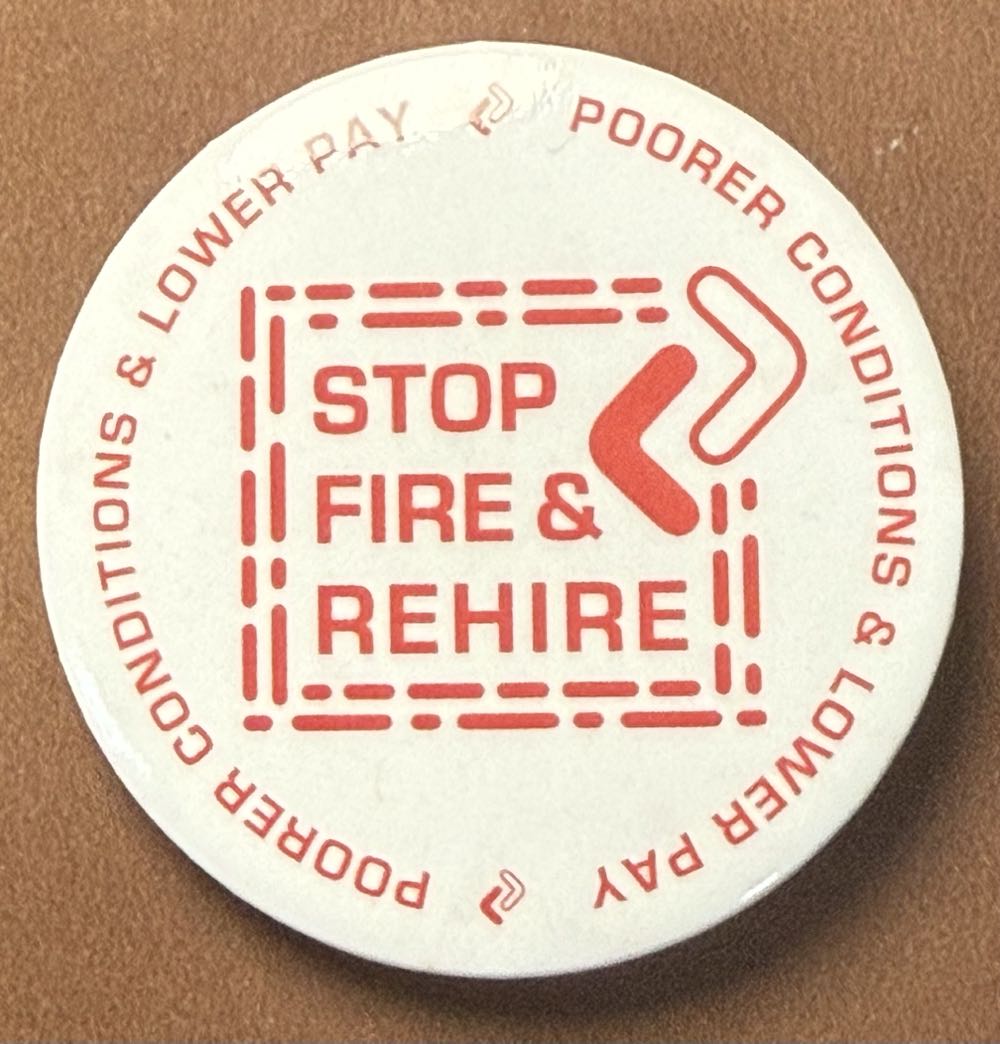 POORER CONDITIONS & LOWER PAY
POORER CONDITIONS & LOWER PAY
STOP
FIRE &
REHIRE